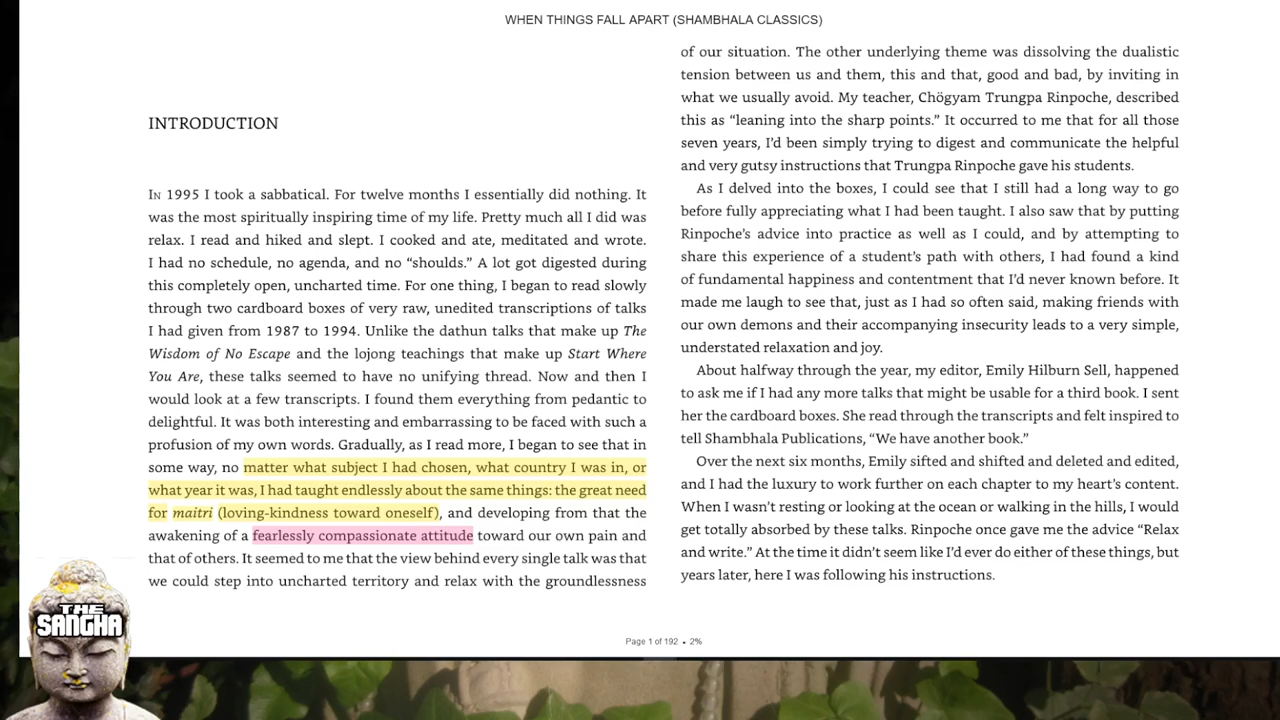 WHEN THINGS FALL APART (SHAMBHALA CLASSICS)
INTRODUCTION
IN 1995 I took a sabbatical. For twelve months I essentially did nothing. It
was the most spiritually inspiring time of my life. Pretty much all I did was
relax. I read and hiked and slept. I cooked and ate, meditated and wrote.
I had no schedule, no agenda, and no “shoulds.” A lot got digested during
this completely open, uncharted time. For one thing, I began to read slowly
through two cardboard boxes of very raw, unedited transcriptions of talks
I had given from 1987 to 1994. Unlike the dathun talks that make up The
Wisdom of No Escape and the lojong teachings that make up Start Where
You Are, these talks seemed to have no unifying thread. Now and then I
would look at a few transcripts. I found them everything from pedantic to
delightful. It was both interesting and embarrassing to be faced with such a
profusion of my own words. Gradually, as I read more, I began to see that in
some way, no matter what subject I had chosen, what country I was in, or
what year it was, I had taught endlessly about the same things: the great need
for maitri (loving-kindness toward oneself), and developing from that the
awakening of a fearlessly compassionate attitude toward our own pain and
that of others. It seemed to me that the view behind every single talk was that
we could step into uncharted territory and relax with the groundlessness
of our situation. The other underlying theme was dissolving the dualistic
tension between us and them, this and that, good and bad, by inviting in
what we usually avoid. My teacher, Chögyam Trungpa Rinpoche, described
this as “leaning into the sharp points.” It occurred to me that for all those
seven years, I’d been simply trying to digest and communicate the helpful
and very gutsy instructions that Trungpa Rinpoche gave his students.
As I delved into the boxes, I could see that I still had a long way to go
before fully appreciating what I had been taught. I also saw that by putting
Rinpoche’s advice into practice as well as I could, and by attempting to
share this experience of a student’s path with others, I had found a kind
of fundamental happiness and contentment that I’d never known before. It
made me laugh to see that, just as I had so often said, making friends with
our own demons and their accompanying insecurity leads to a very simple,
understated relaxation and joy.
About halfway through the year, my editor, Emily Hilburn Sell, happened
to ask me if I had any more talks that might be usable for a third book. I sent
her the cardboard boxes. She read through the transcripts and felt inspired to
tell Shambhala Publications, “We have another book.”
Over the next six months, Emily sifted and shifted and deleted and edited,
and I had the luxury to work further on each chapter to my heart’s content.
When I wasn’t resting or looking at the ocean or walking in the hills, I would
get totally absorbed by these talks. Rinpoche once gave me the advice “Relax
and write.” At the time it didn’t seem like I’d ever do either of these things, but
years later, here I was following his instructions.
Page 1 of 192 • 2%
THE
SANGHA